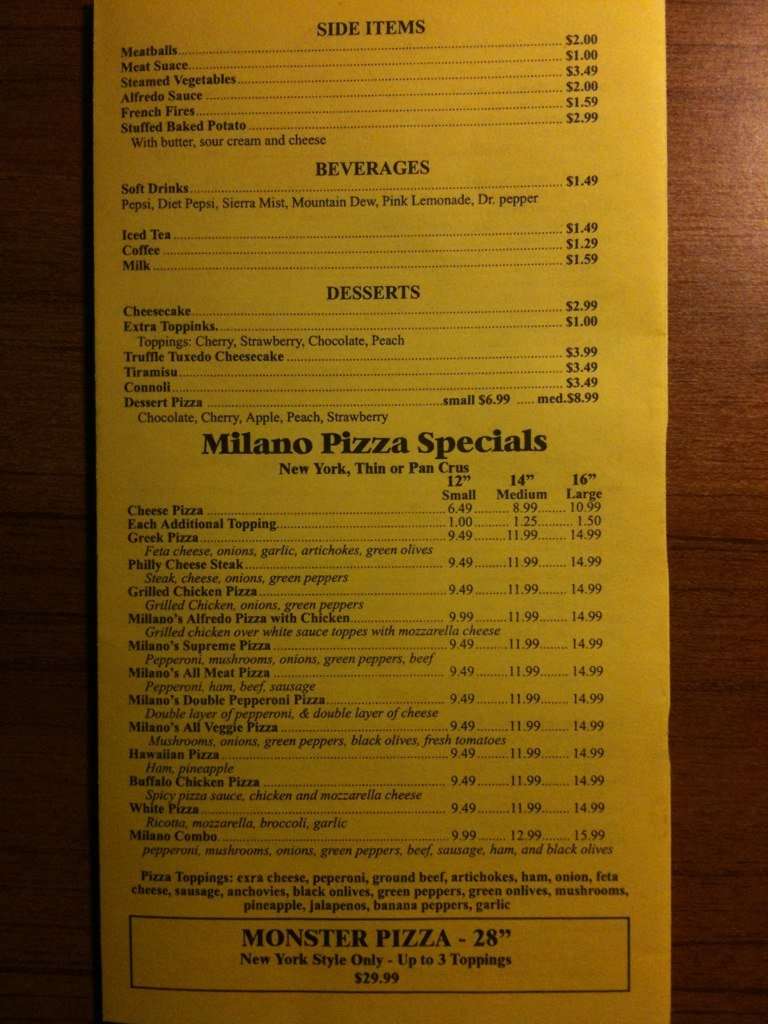 SIDE ITEMS
Meatballs $2.00
Meat Suace $1.00
Steamed Vegetables $3.49
Alfredo Sauce $2.00
French Fires $1.59
Stuffed Baked Potato $2.99
With butter, sour cream and cheese
BEVERAGES
Soft Drinks $1.49
Pepsi, Diet Pepsi, Sierra Mist, Mountain Dew, Pink Lemonade, Dr. pepper
Iced Tea $1.49
Coffee $1.29
Milk $1.59
DESSERTS
Cheesecake $2.99
Extra Toppinks. $1.00
Toppings: Cherry, Strawberry, Chocolate, Peach
Truffle Tuxedo Cheesecake $3.99
Tiramisu $3.49
Connoli $3.49
Dessert Pizza small $6.99 ..... med.$8.99
Chocolate, Cherry, Apple, Peach, Strawberry
Milano Pizza Specials
New York, Thin or Pan Crus
12” 14” 16”
Small Medium Large
Cheese Pizza 6.49 8.99 10.99
Each Additional Topping 1.00 1.25 1.50
Greek Pizza 9.49 11.99 14.99
Feta cheese, onions, garlic, artichokes, green olives
Philly Cheese Steak 9.49 11.99 14.99
Steak, cheese, onions, green peppers
Grilled Chicken Pizza 9.49 11.99 14.99
Grilled Chicken, onions, green peppers
Millano's Alfredo Pizza with Chicken 9.99 11.99 14.99
Grilled chicken over white sauce toppes with mozzarella cheese
Milano's Supreme Pizza 9.49 11.99 14.99
Pepperoni, mushrooms, onions, green peppers, beef
Milano's All Meat Pizza 9.49 11.99 14.99
Pepperoni, ham, beef, sausage
Milano's Double Pepperoni Pizza 9.49 11.99 14.99
Double layer of pepperoni, & double layer of cheese
Milano's All Veggie Pizza 9.49 11.99 14.99
Mushrooms, onions, green peppers, black olives, fresh tomatoes
Hawaiian Pizza 9.49 11.99 14.99
Ham, pineapple
Buffalo Chicken Pizza 9.49 11.99 14.99
Spicy pizza sauce, chicken and mozzarella cheese
White Pizza 9.49 11.99 14.99
Ricotta, mozzarella, broccoli, garlic
Milano Combo 9.99 12.99 15.99
pepperoni, mushrooms, onions, green peppers, beef, sausage, ham, and black olives
Pizza Toppings: exra cheese, peperoni, ground beef, artichokes, ham, onion, feta
cheese, sausage, anchovies, black onlives, green peppers, green onlives, mushrooms,
pineapple, jalapenos, banana peppers, garlic
MONSTER PIZZA - 28”
New York Style Only - Up to 3 Toppings
$29.99